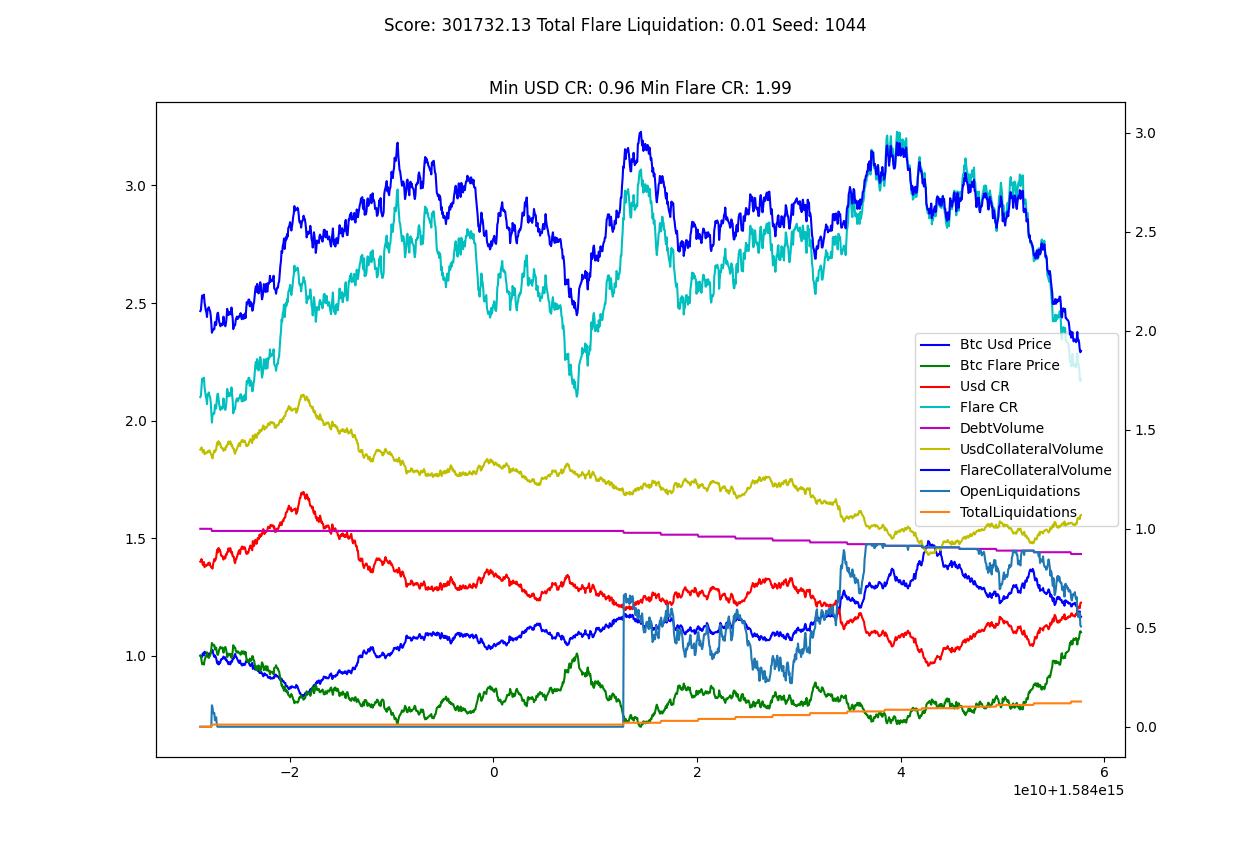 Score: 301732.13 Total Flare Liquidation: 0.01 Seed: 1044
Min USD CR: 0.96 Min Flare CR: 1.99
3.0
2.5
2.0
1.5
1.0
3.0
2.5
2.0
1.5
1.0
0.5
0.0
Btc Usd Price
Btc Flare Price
Usd CR
Flare CR
DebtVolume
UsdCollateralVolume
FlareCollateralVolume
OpenLiquidations
TotalLiquidations
−2 0 2 4 6
1e10+1.584e15